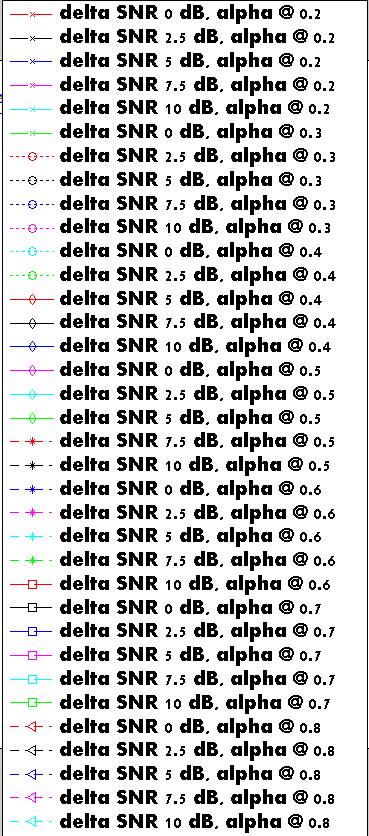 delta SNR 0 dB, alpha @ 0.2
delta SNR 2.5 dB, alpha @ 0.2
delta SNR 5 dB, alpha @ 0.2
delta SNR 7.5 dB, alpha @ 0.2
delta SNR 10 dB, alpha @ 0.2
delta SNR 0 dB, alpha @ 0.3
delta SNR 2.5 dB, alpha @ 0.3
delta SNR 5 dB, alpha @ 0.3
delta SNR 7.5 dB, alpha @ 0.3
delta SNR 10 dB, alpha @ 0.3
delta SNR 0 dB, alpha @ 0.4
delta SNR 2.5 dB, alpha @ 0.4
delta SNR 5 dB, alpha @ 0.4
delta SNR 7.5 dB, alpha @ 0.4
delta SNR 10 dB, alpha @ 0.4
delta SNR 0 dB, alpha @ 0.5
delta SNR 2.5 dB, alpha @ 0.5
delta SNR 5 dB, alpha @ 0.5
delta SNR 7.5 dB, alpha @ 0.5
delta SNR 10 dB, alpha @ 0.5
delta SNR 0 dB, alpha @ 0.6
delta SNR 2.5 dB, alpha @ 0.6
delta SNR 5 dB, alpha @ 0.6
delta SNR 7.5 dB, alpha @ 0.6
delta SNR 10 dB, alpha @ 0.6
delta SNR 0 dB, alpha @ 0.7
delta SNR 2.5 dB, alpha @ 0.7
delta SNR 5 dB, alpha @ 0.7
delta SNR 7.5 dB, alpha @ 0.7
delta SNR 10 dB, alpha @ 0.7
delta SNR 0 dB, alpha @ 0.8
delta SNR 2.5 dB, alpha @ 0.8
delta SNR 5 dB, alpha @ 0.8
delta SNR 7.5 dB, alpha @ 0.8
delta SNR 10 dB, alpha @ 0.8